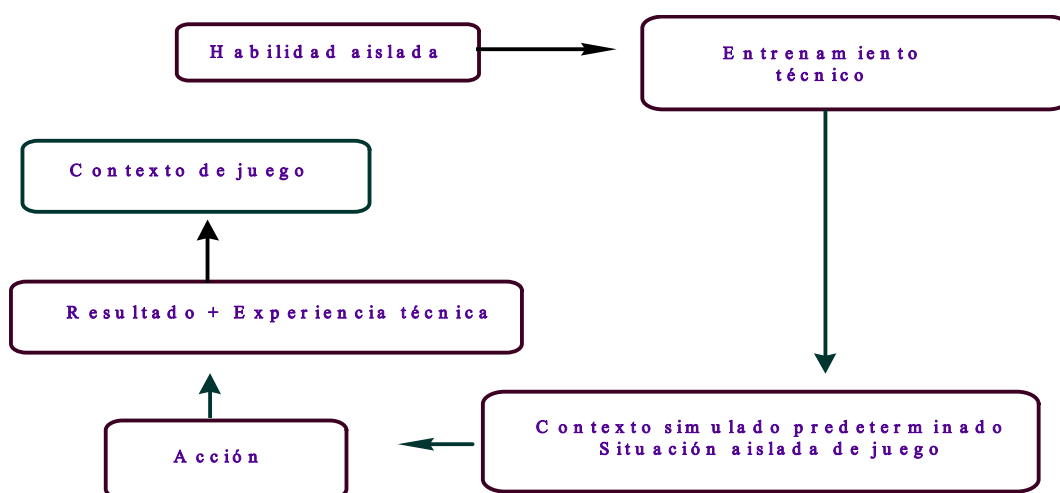 Habilidad aislada
Entrenamiento
técnico
Contexto de juego
Resultado + Experiencia técnica
Contexto simulado predeterminado
Situación aislada de juego
Acción